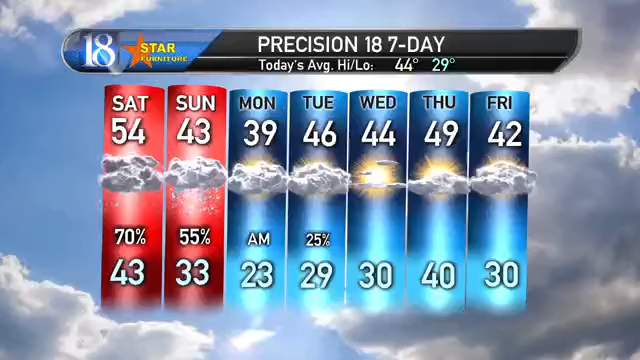 18 STAR FURNITURE
PRECISION 18 7-DAY
Today's Avg. Hi/Lo: 44° 29°
SAT SUN MON TUE WED THU FRI
54 43 39 46 44 49 42
70% 55% AM 25%
43 33 23 29 30 40 30